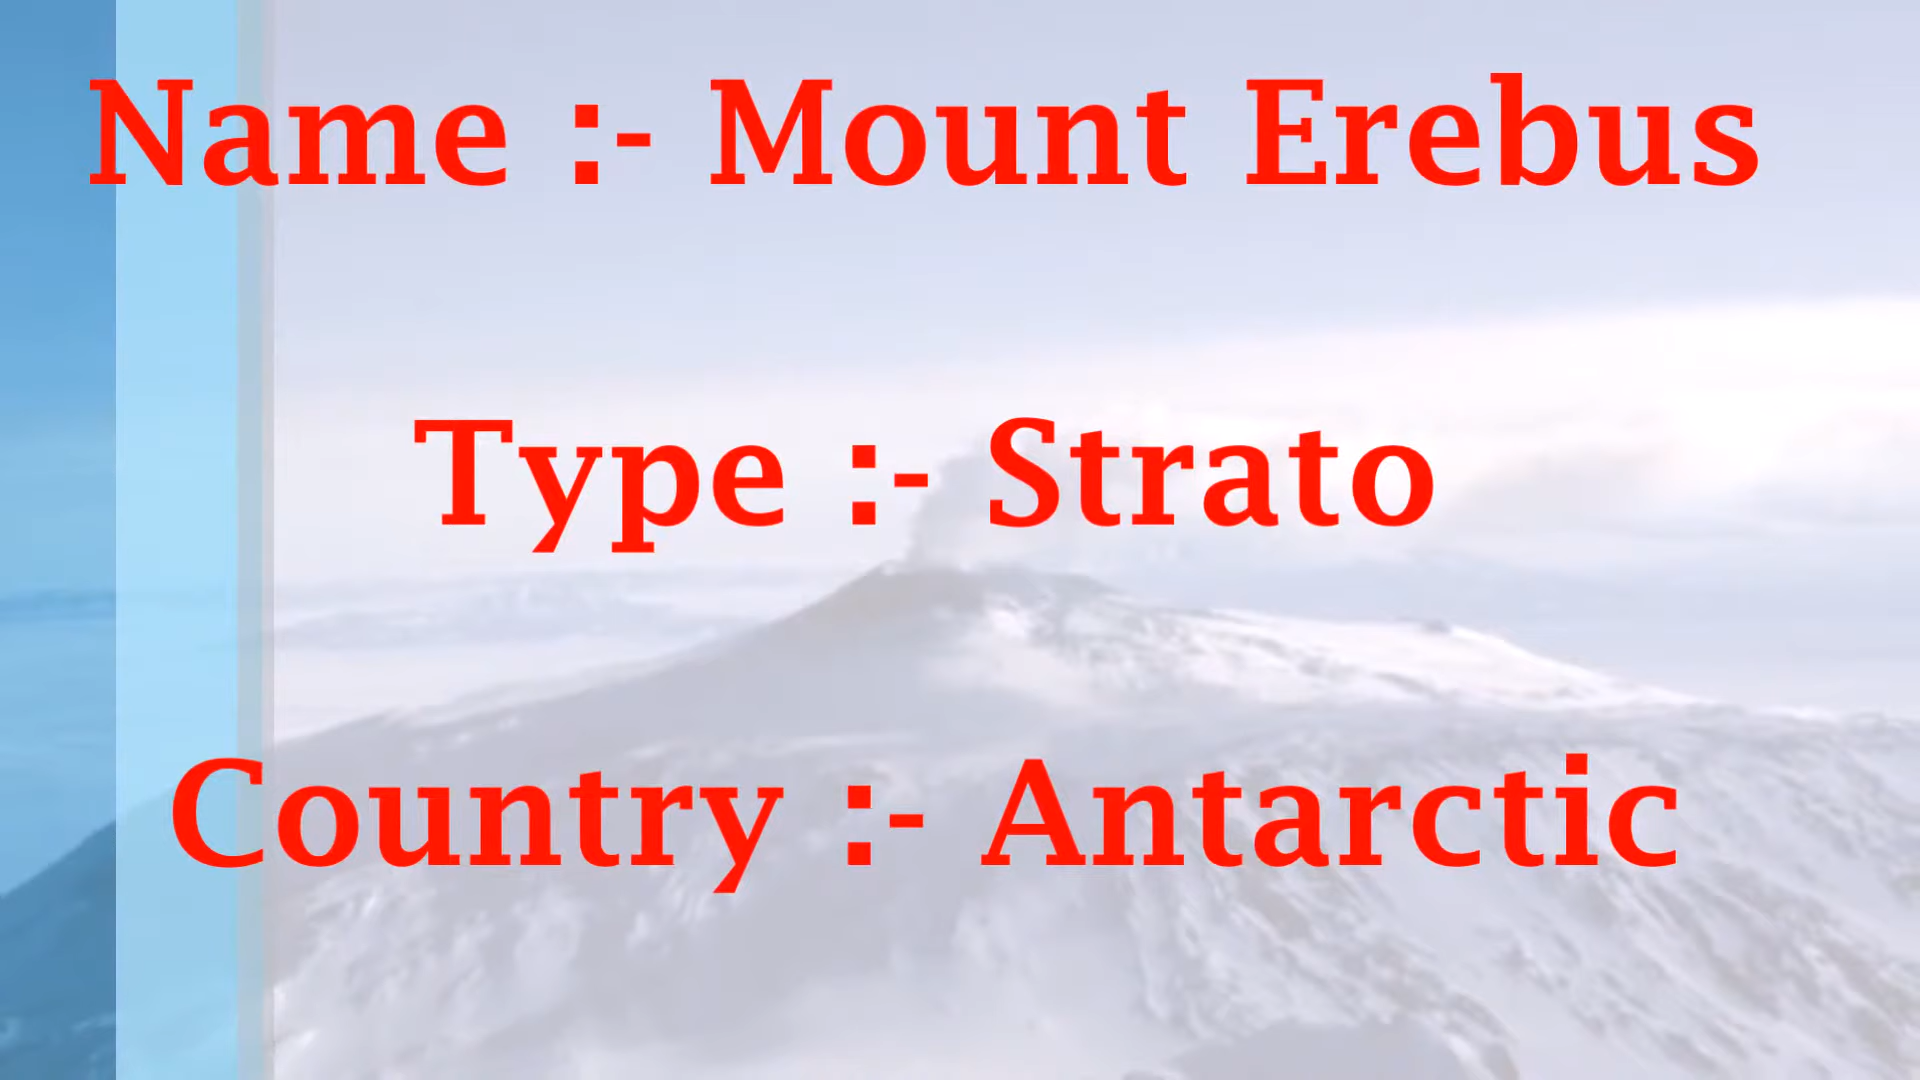 Name :- Mount Erebus
Type :- Strato
Country :- Antarctic